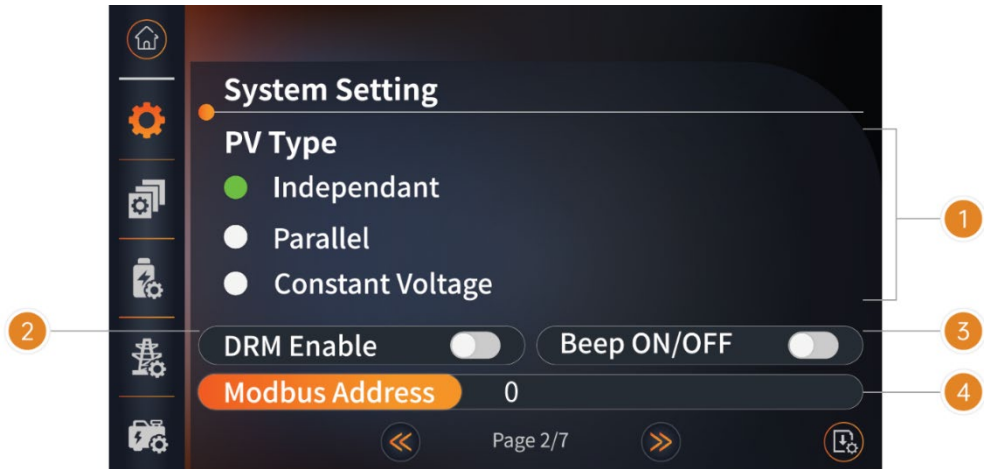 System Setting
PV Type
Independant
Parallel
Constant Voltage
DRM Enable
Beep ON/OFF
Modbus Address 0
Page 2/7
1
2
3
4